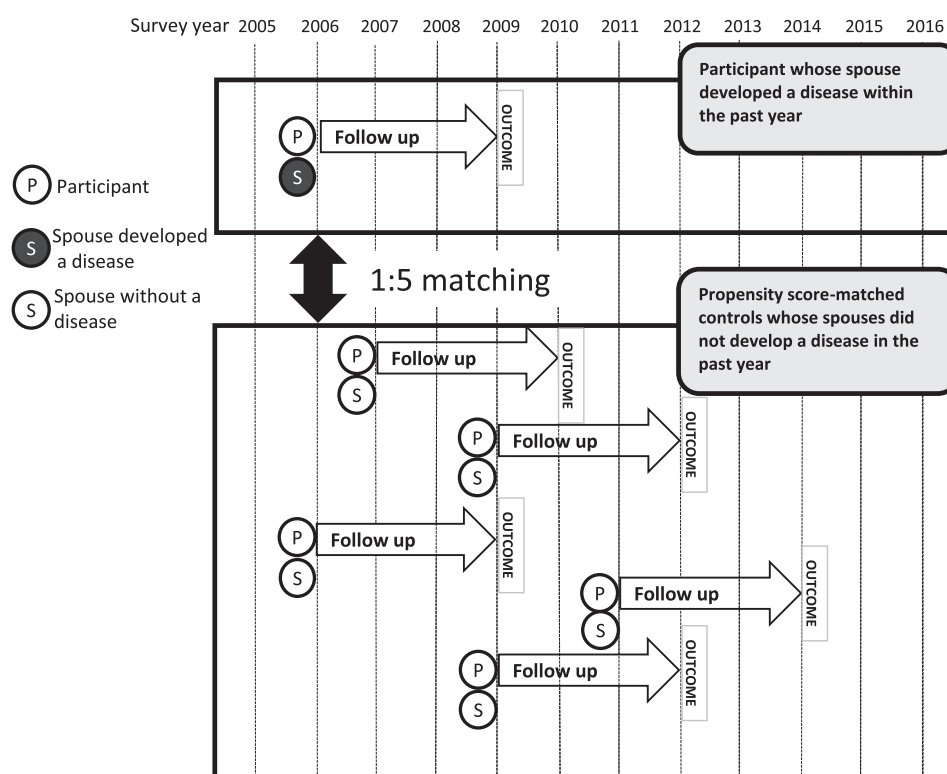 Survey year 2005 2006 2007 2008 2009 2010 2011 2012 2013 2014 2015 2016
Participant whose spouse
developed a disease within
the past year
P
Follow up
OUTCOME
S
P Participant
S Spouse developed
a disease
S Spouse without a
disease
1:5 matching
Propensity score-matched
controls whose spouses did
not develop a disease in the
past year
P
Follow up
OUTCOME
S
P
Follow up
OUTCOME
S
P
Follow up
OUTCOME
S
P
Follow up
OUTCOME
S
P
Follow up
OUTCOME
S